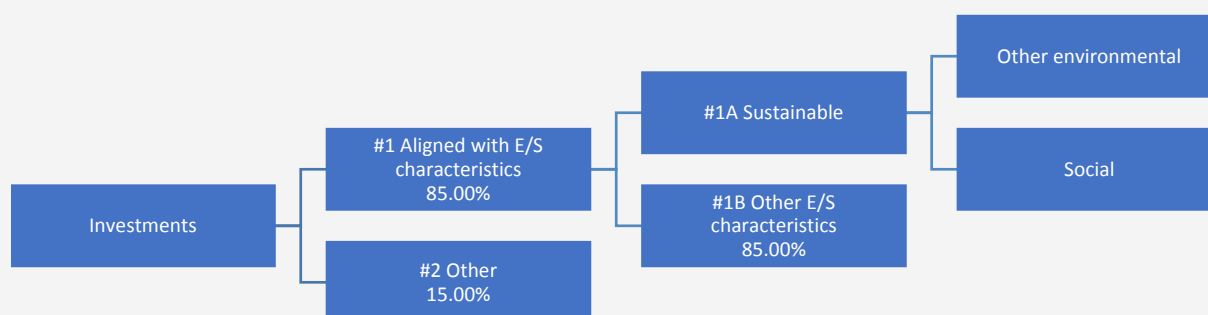 Investments
#1 Aligned with E/S
characteristics
85.00%
#2 Other
15.00%
#1A Sustainable
#1B Other E/S
characteristics
85.00%
Other environmental
Social